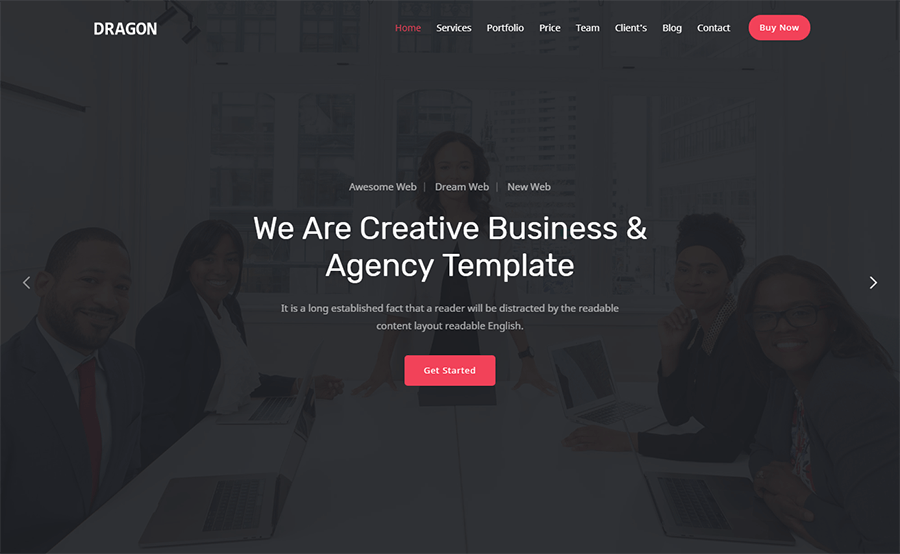 DRAGON
Home Services Portfolio Price Team Client's Blog Contact Buy Now
Awesome Web | Dream Web | New Web
We Are Creative Business &
Agency Template
It is a long established fact that a reader will be distracted by the readable
content layout readable English.
Get Started